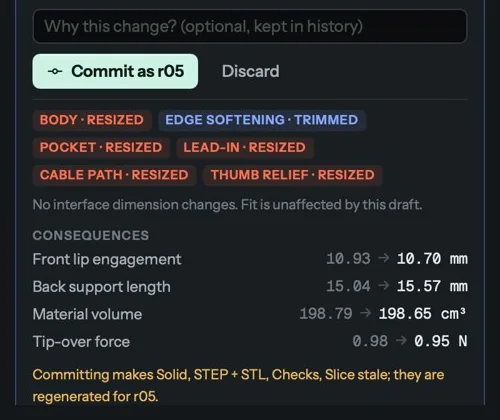 Why this change? (optional, kept in history)
Commit as r05 Discard
BODY · RESIZED EDGE SOFTENING · TRIMMED
POCKET · RESIZED LEAD-IN · RESIZED
CABLE PATH · RESIZED THUMB RELIEF · RESIZED
No interface dimension changes. Fit is unaffected by this draft.
CONSEQUENCES
Front lip engagement 10.93 → 10.70 mm
Back support length 15.04 → 15.57 mm
Material volume 198.79 → 198.65 cm³
Tip-over force 0.98 → 0.95 N
Committing makes Solid, STEP + STL, Checks, Slice stale; they are
regenerated for r05.